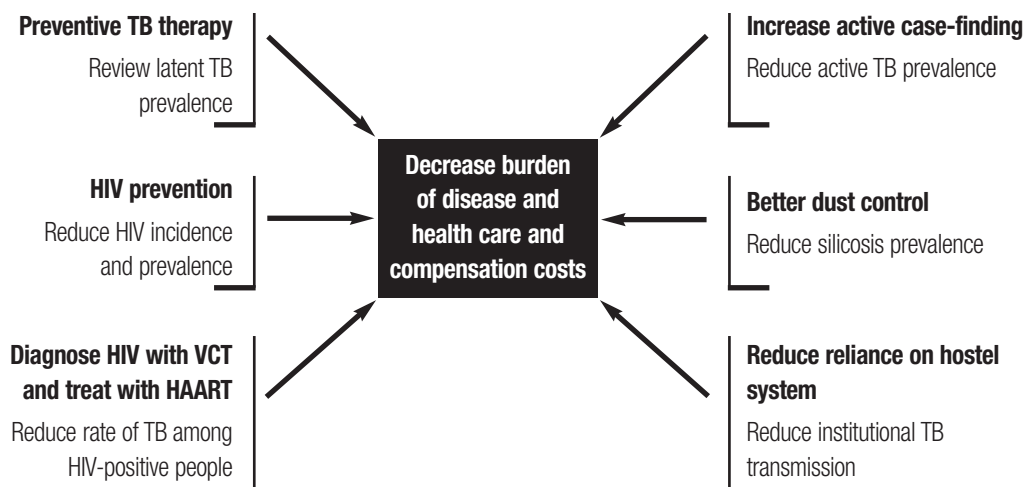 Preventive TB therapy
Review latent TB
prevalence
HIV prevention
Reduce HIV incidence
and prevalence
Diagnose HIV with VCT
and treat with HAART
Reduce rate of TB among
HIV-positive people
Decrease burden
of disease and
health care and
compensation costs
Increase active case-finding
Reduce active TB prevalence
Better dust control
Reduce silicosis prevalence
Reduce reliance on hostel
system
Reduce institutional TB
transmission